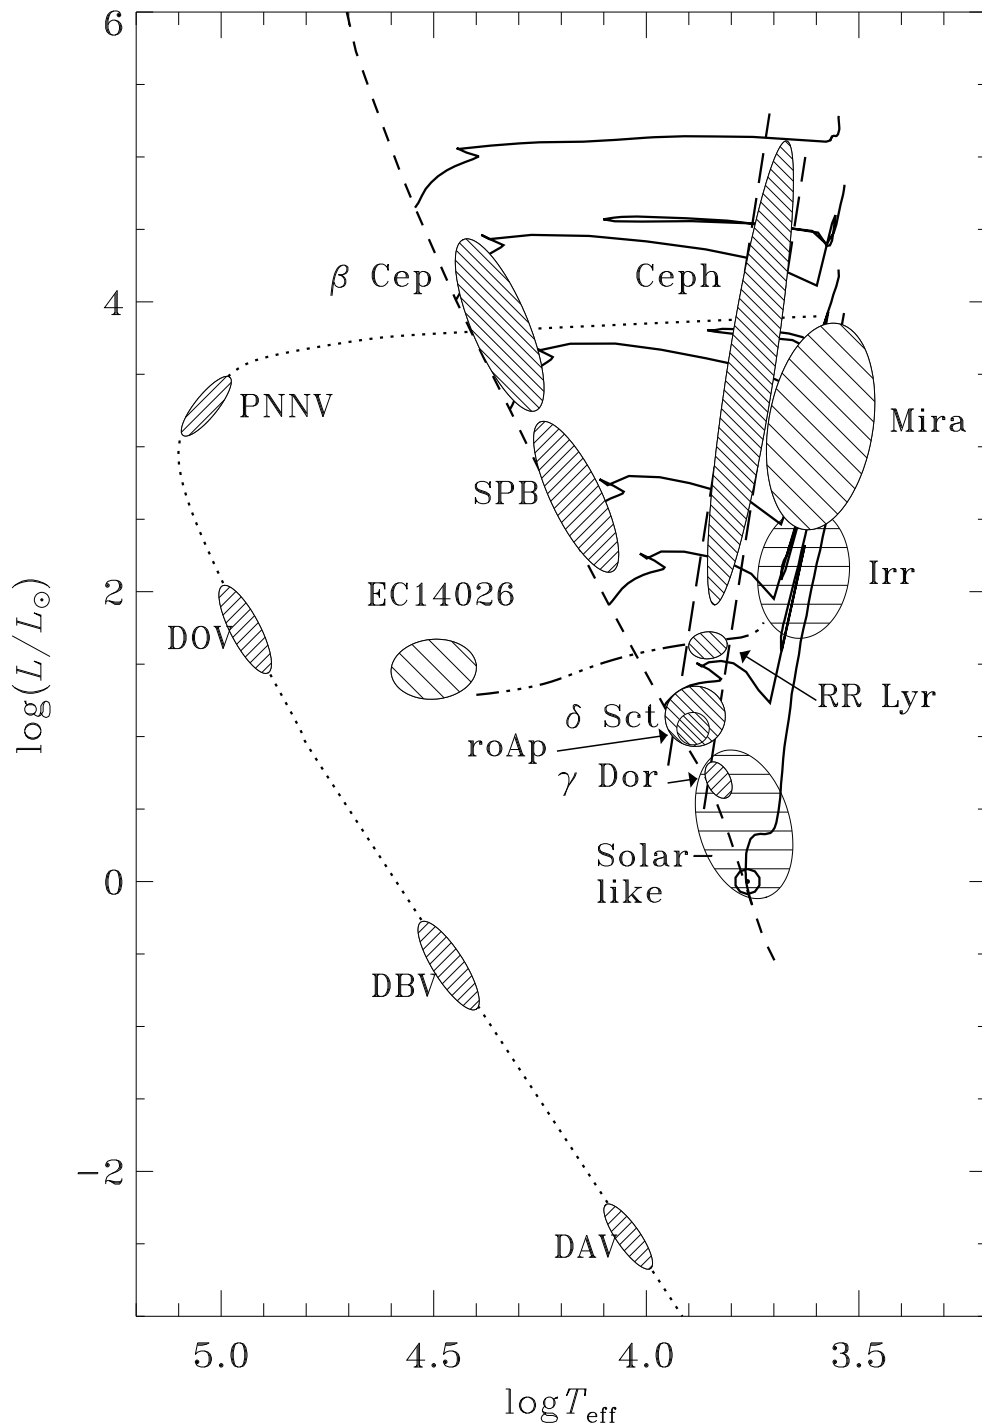 6
β Cep
Ceph
4
PNNV
Mira
SPB
Irr
EC14026
2
DOV
RR Lyr
δ Sct
roAp
γ Dor
Solar-
like
0
DBV
-2
DAV
log(L/L⊙)
5.0 4.5 4.0 3.5
log T_eff